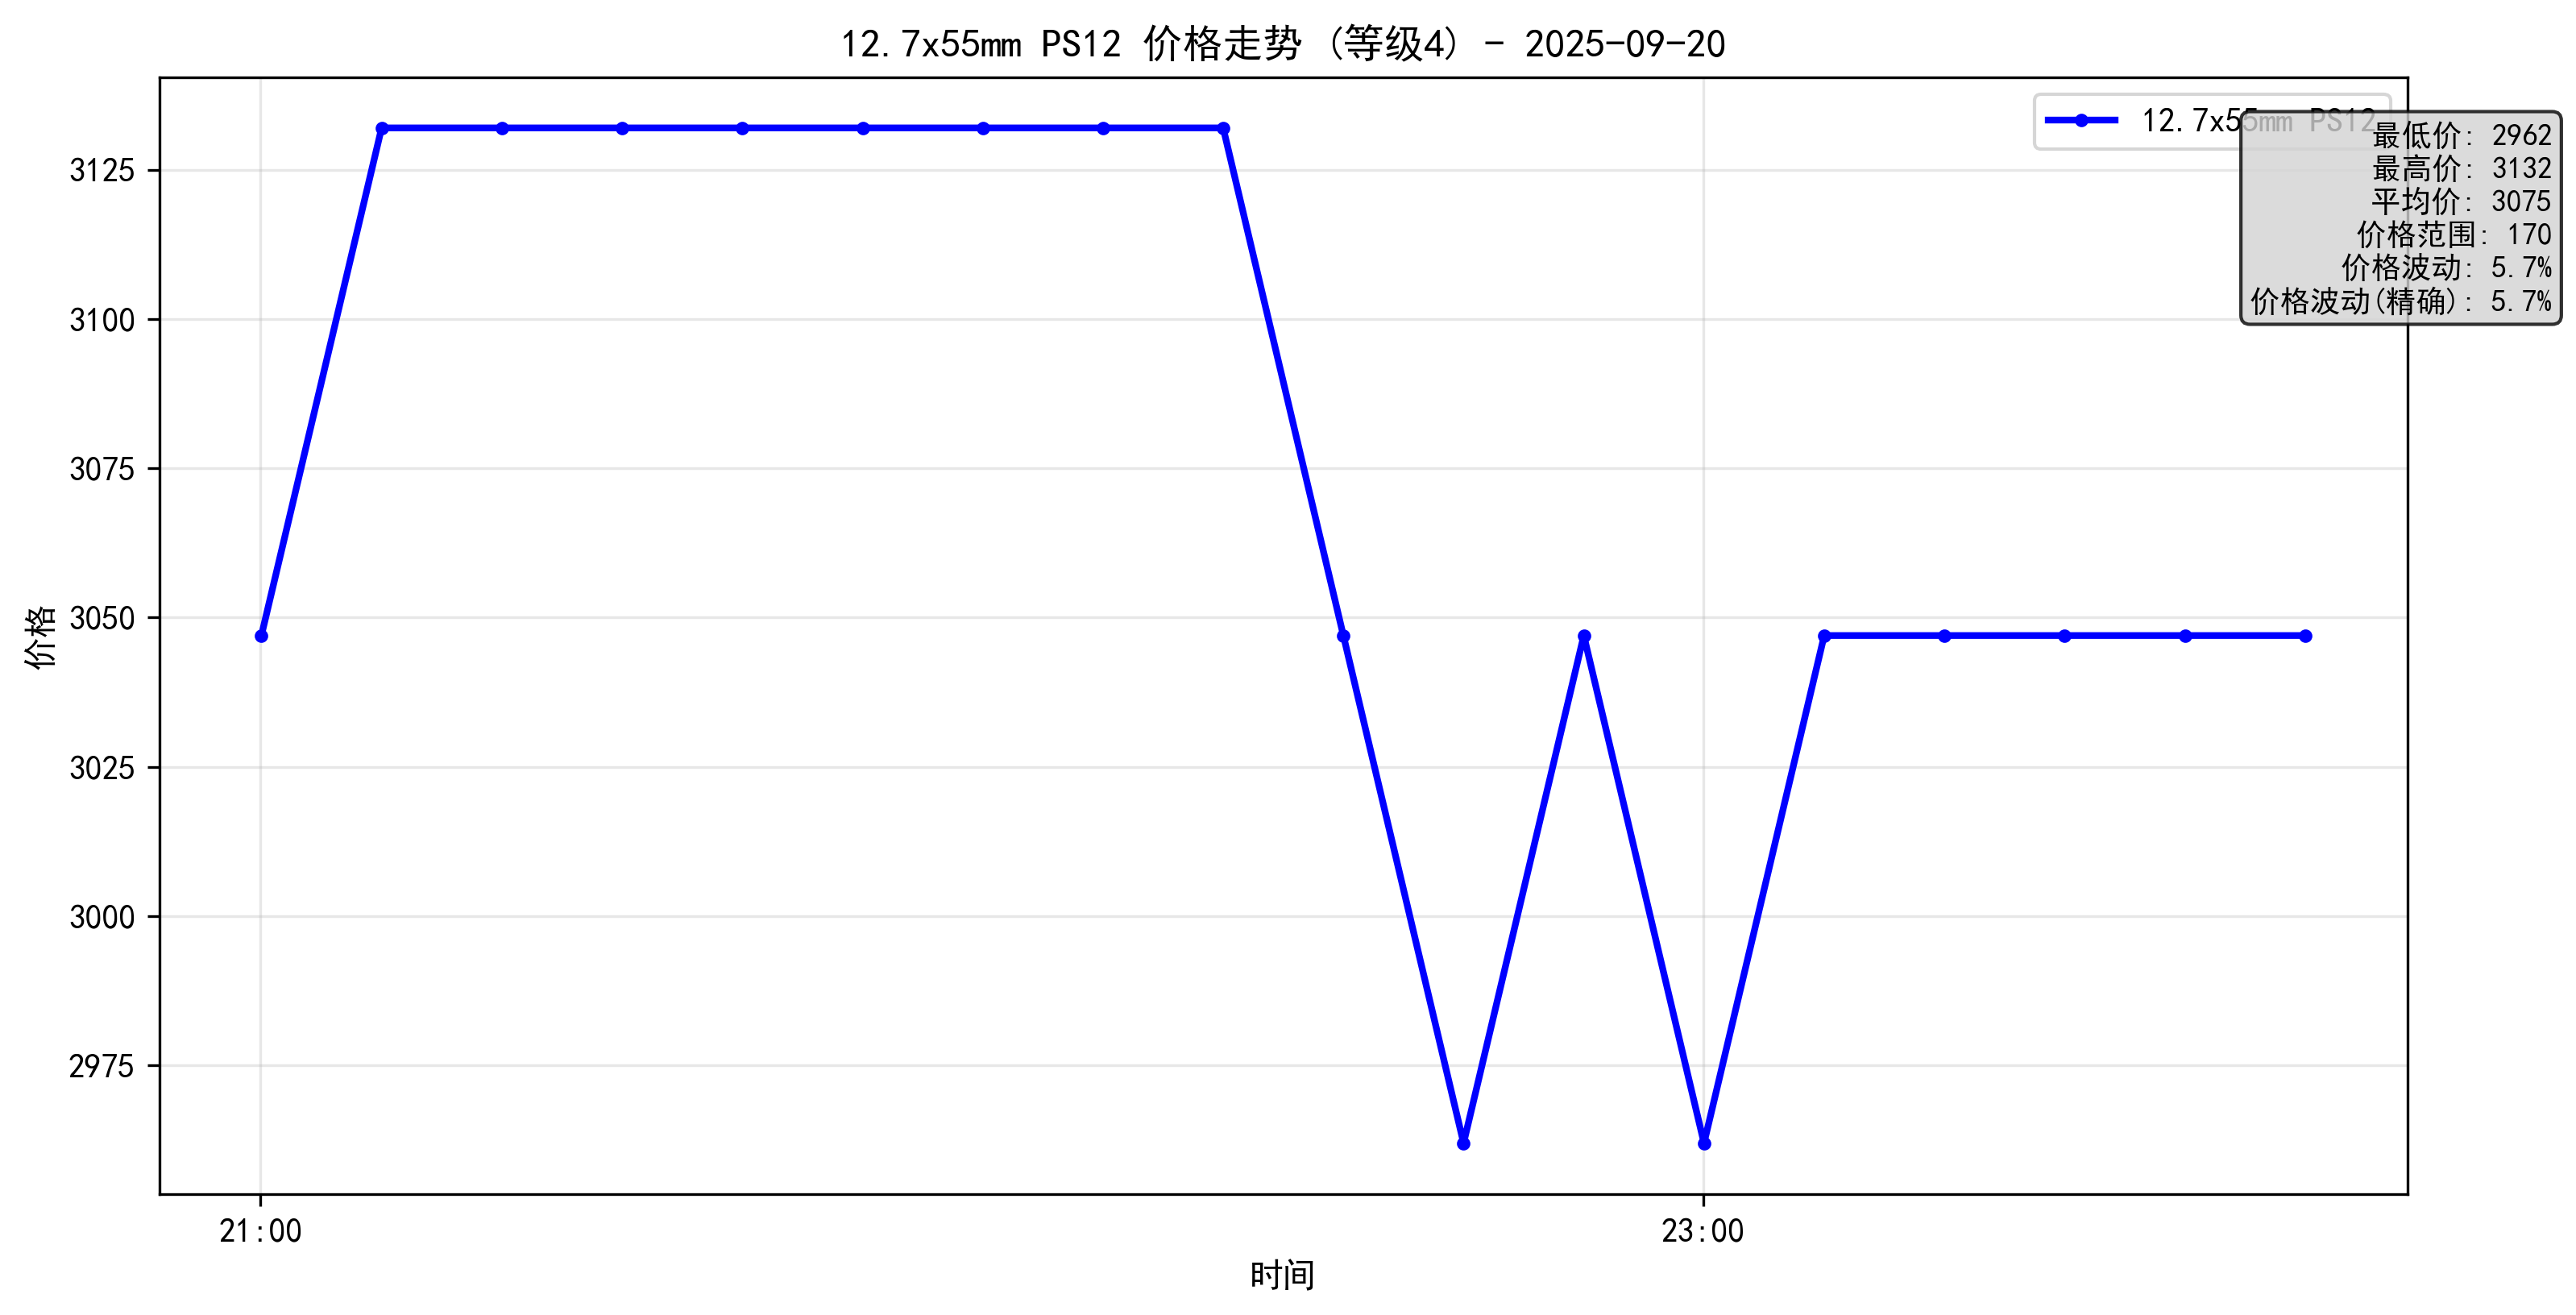 12.7x55mm PS12 价格走势 (等级4) - 2025-09-20
12.7x55mm PS12
最低价: 2962
最高价: 3132
平均价: 3075
价格范围: 170
价格波动: 5.7%
价格波动(精确): 5.7%
3125
3100
3075
3050
3025
3000
2975
价格
21:00
23:00
时间